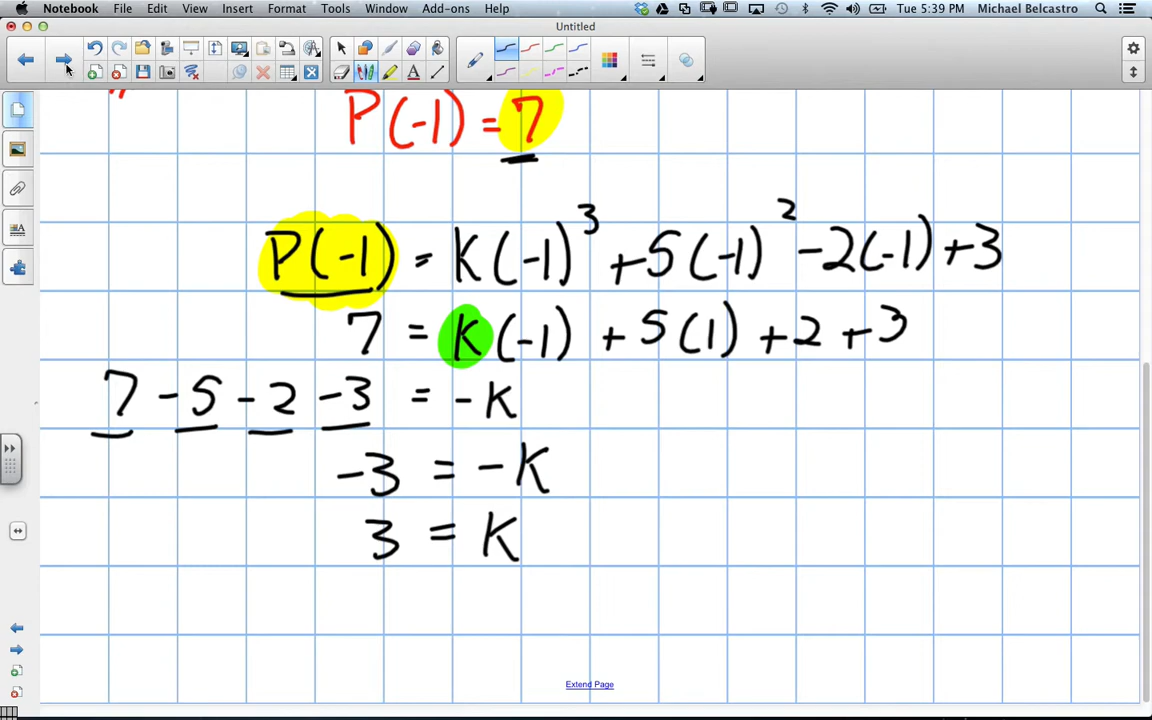 Notebook File Edit View Insert Format Tools Window Add-ons Help Tue 5:39 PM Michael Belcastro
Untitled
P(-1) = 7
P(-1) = K(-1)³ +5(-1)² -2(-1) +3
7 = K(-1) + 5(1) +2 +3
7 -5 -2 -3 = -K
-3 = -K
3 = K
Extend Page